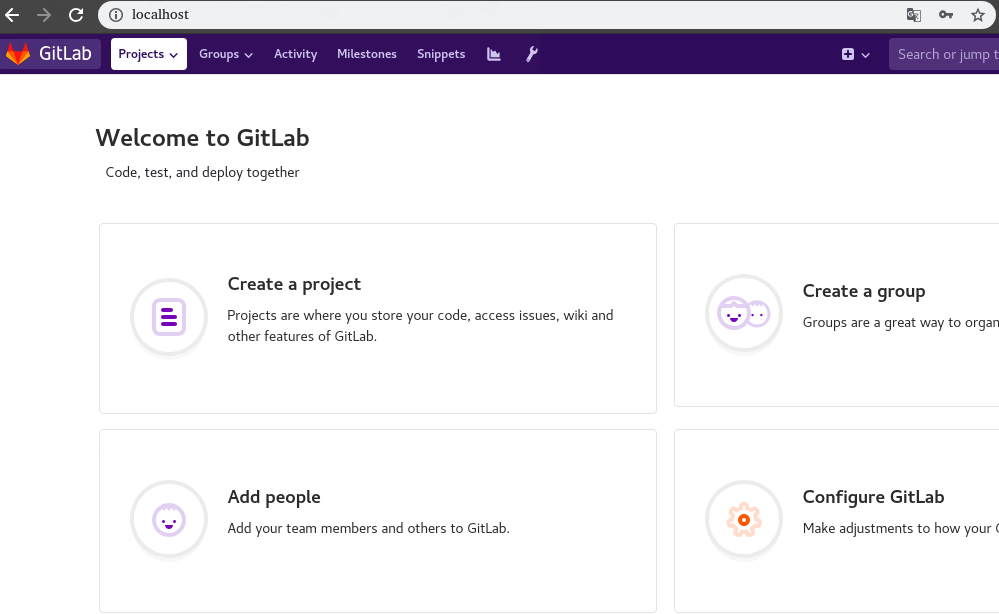 localhost
GitLab Projects Groups Activity Milestones Snippets Search or jump t
Welcome to GitLab
Code, test, and deploy together
Create a project
Projects are where you store your code, access issues, wiki and
other features of GitLab.
Create a group
Groups are a great way to organ
Add people
Add your team members and others to GitLab.
Configure GitLab
Make adjustments to how your G